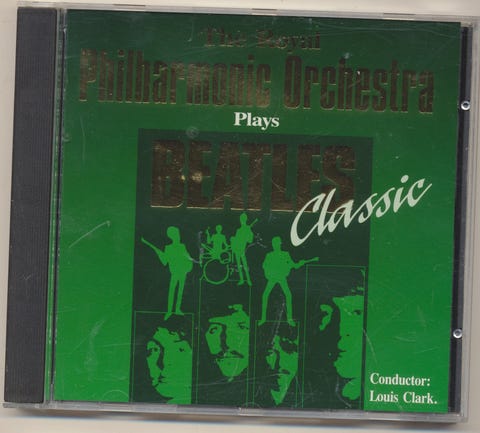 The Royal
Philharmonic Orchestra
Plays
BEATLES
Classic
Conductor:
Louis Clark.